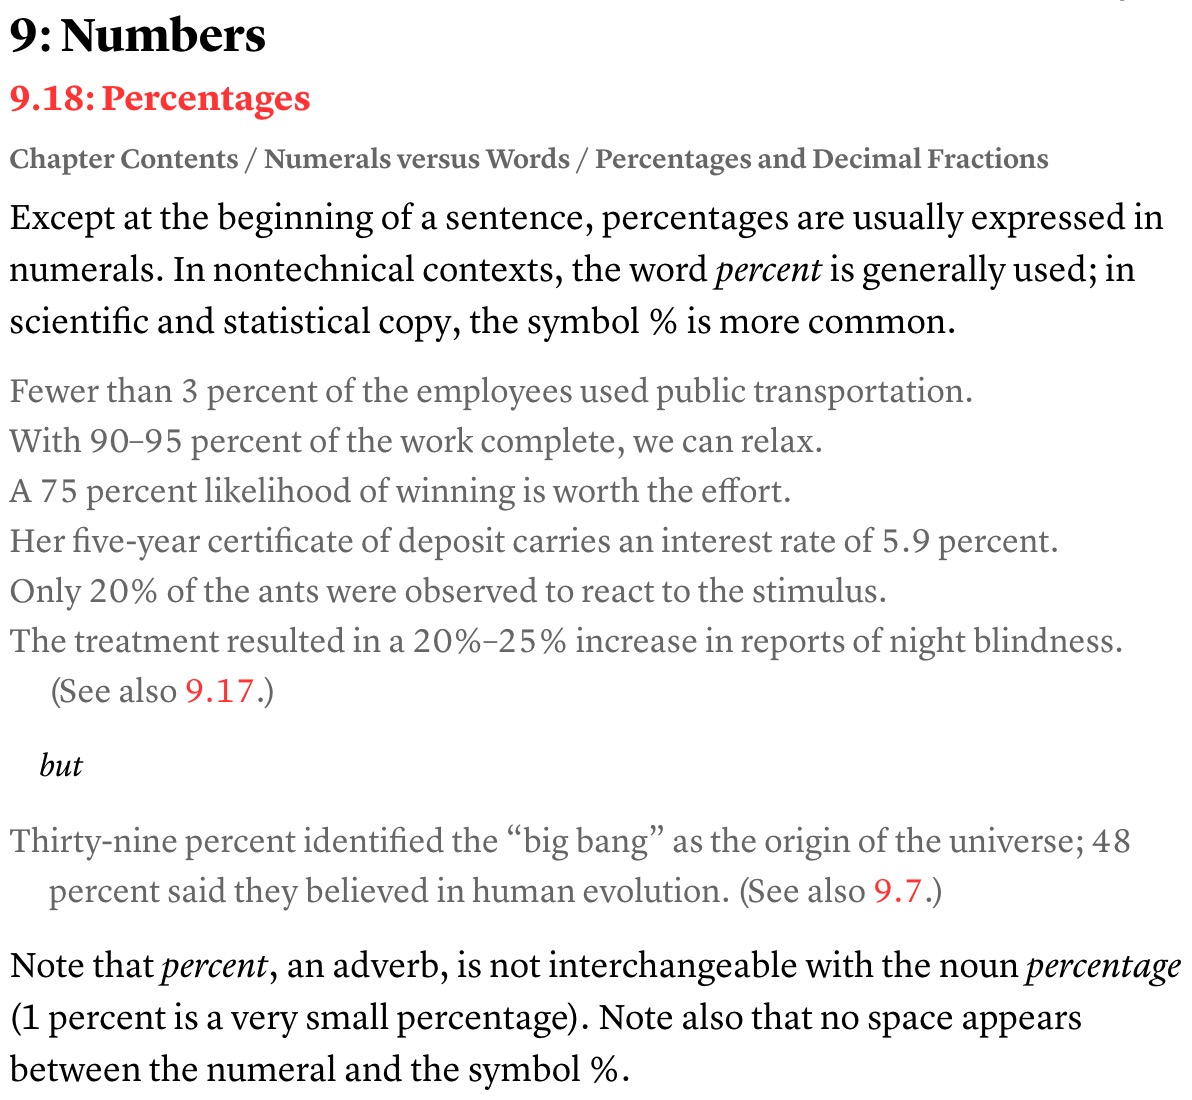 9: Numbers
9.18: Percentages
Chapter Contents / Numerals versus Words / Percentages and Decimal Fractions
Except at the beginning of a sentence, percentages are usually expressed in
numerals. In nontechnical contexts, the word percent is generally used; in
scientific and statistical copy, the symbol % is more common.
Fewer than 3 percent of the employees used public transportation.
With 90–95 percent of the work complete, we can relax.
A 75 percent likelihood of winning is worth the effort.
Her five-year certificate of deposit carries an interest rate of 5.9 percent.
Only 20% of the ants were observed to react to the stimulus.
The treatment resulted in a 20%–25% increase in reports of night blindness.
(See also 9.17.)
but
Thirty-nine percent identified the “big bang” as the origin of the universe; 48
percent said they believed in human evolution. (See also 9.7.)
Note that percent, an adverb, is not interchangeable with the noun percentage
(1 percent is a very small percentage). Note also that no space appears
between the numeral and the symbol %.